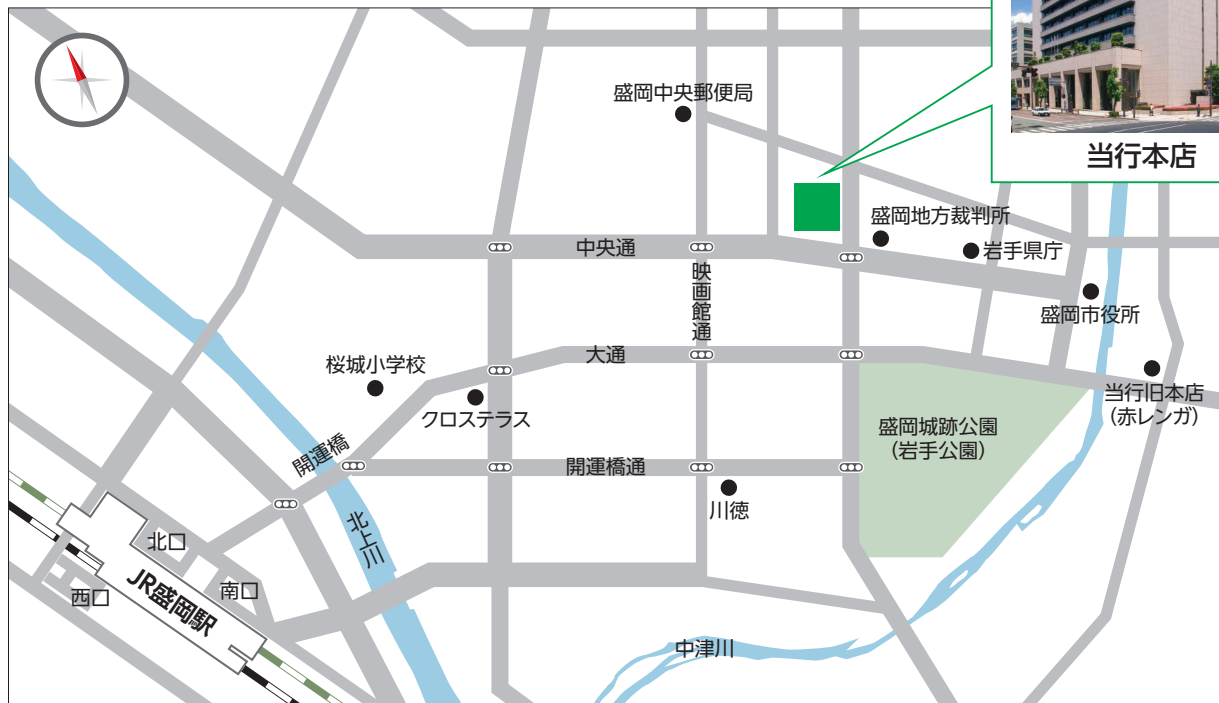 盛岡中央郵便局
当行本店
盛岡地方裁判所
岩手県庁
中央通
映画館通
盛岡市役所
大通
桜城小学校
クロステラス
当行旧本店
(赤レンガ)
盛岡城跡公園
(岩手公園)
開運橋
開運橋通
川徳
北上川
北口
南口
西口
JR盛岡駅
中津川